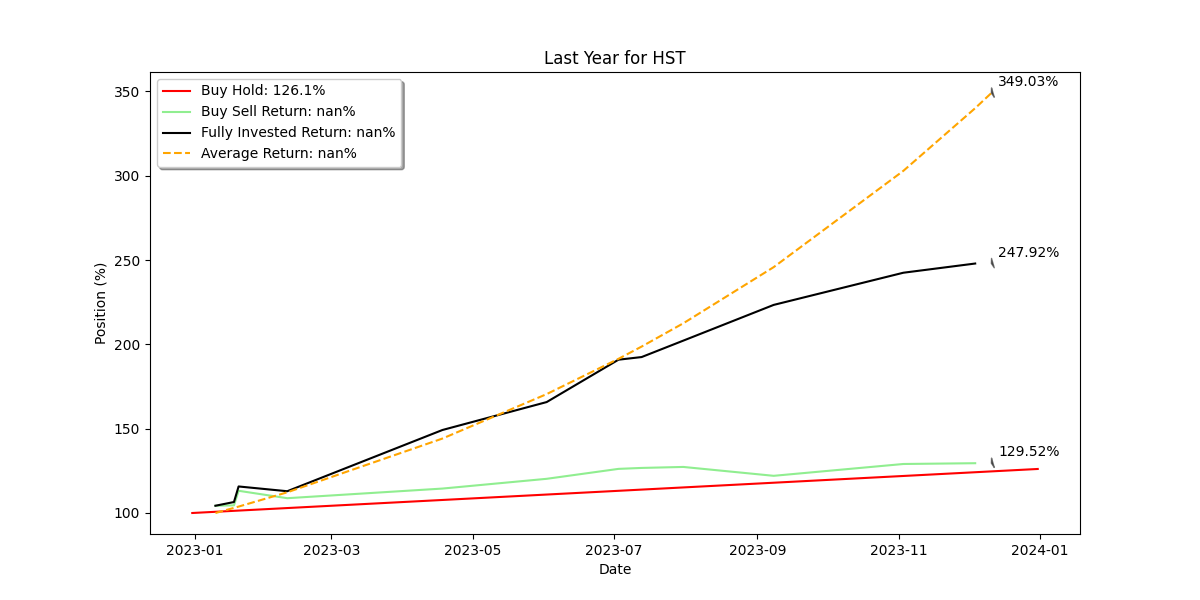 Last Year for HST
Buy Hold: 126.1%
Buy Sell Return: nan%
Fully Invested Return: nan%
Average Return: nan%
349.03%
247.92%
129.52%
350
300
250
200
150
100
Position (%)
2023-01 2023-03 2023-05 2023-07 2023-09 2023-11 2024-01
Date